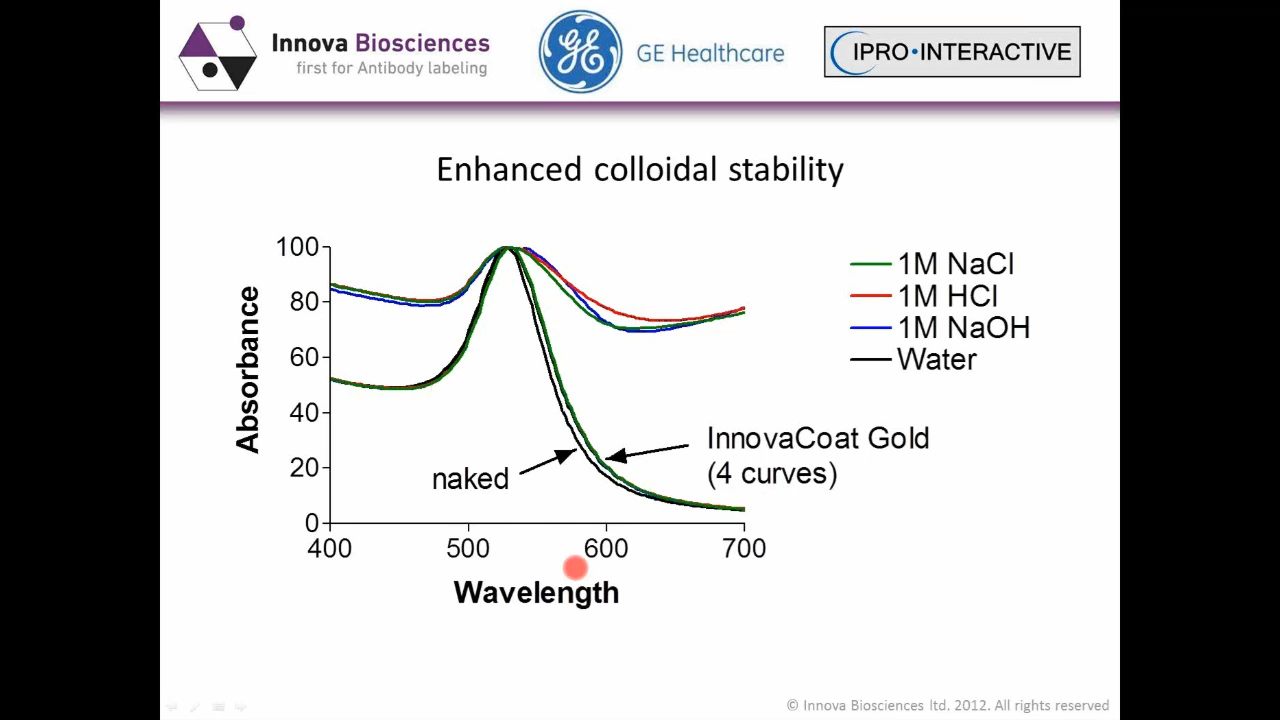 Innova Biosciences
first for Antibody labeling
GE
GE Healthcare
IPRO·INTERACTIVE
Enhanced colloidal stability
100
80
60
40
20
0
Absorbance
400
500
600
700
Wavelength
naked
InnovaCoat Gold
(4 curves)
1M NaCl
1M HCl
1M NaOH
Water
© Innova Biosciences ltd. 2012. All rights reserved